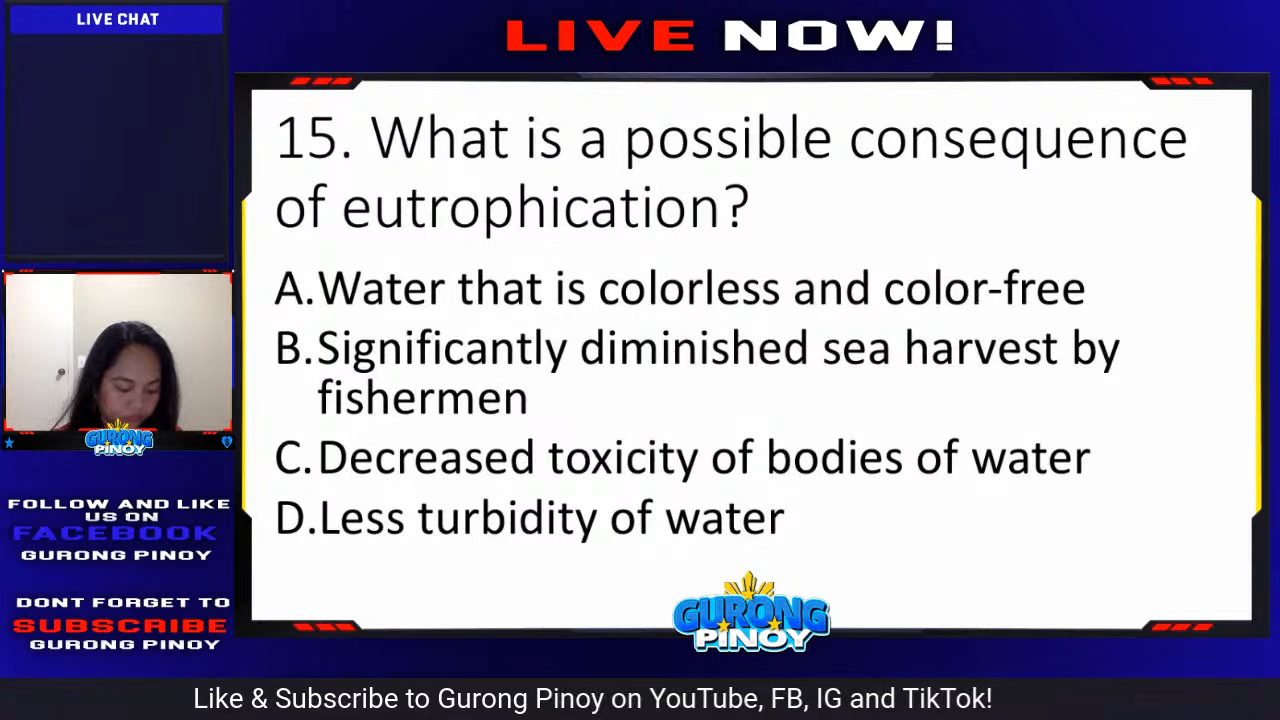 LIVE CHAT
LIVE NOW!
15. What is a possible consequence
of eutrophication?
A. Water that is colorless and color-free
B. Significantly diminished sea harvest by
fishermen
C. Decreased toxicity of bodies of water
D. Less turbidity of water
GURONG
PINOY
FOLLOW AND LIKE
US ON
FACEBOOK
GURONG PINOY
DONT FORGET TO
SUBSCRIBE
GURONG PINOY
GURONG
PINOY
Like & Subscribe to Gurong Pinoy on YouTube, FB, IG and TikTok!